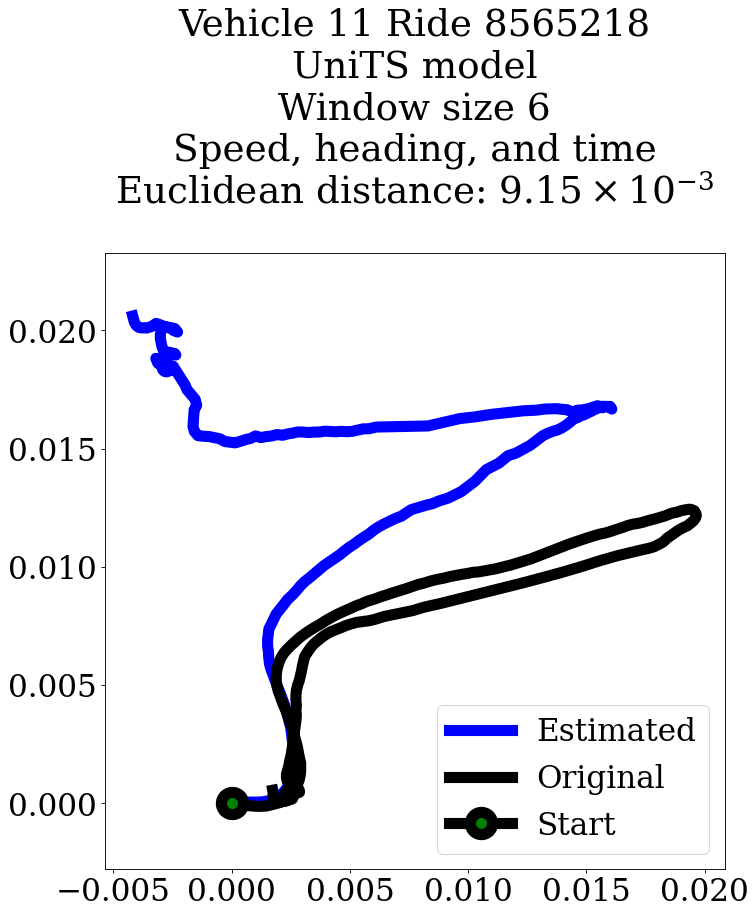 Vehicle 11 Ride 8565218
UniTS model
Window size 6
Speed, heading, and time
Euclidean distance: 9.15 × 10⁻³
0.020
0.015
0.010
0.005
0.000
Estimated
Original
Start
−0.005 0.000 0.005 0.010 0.015 0.020